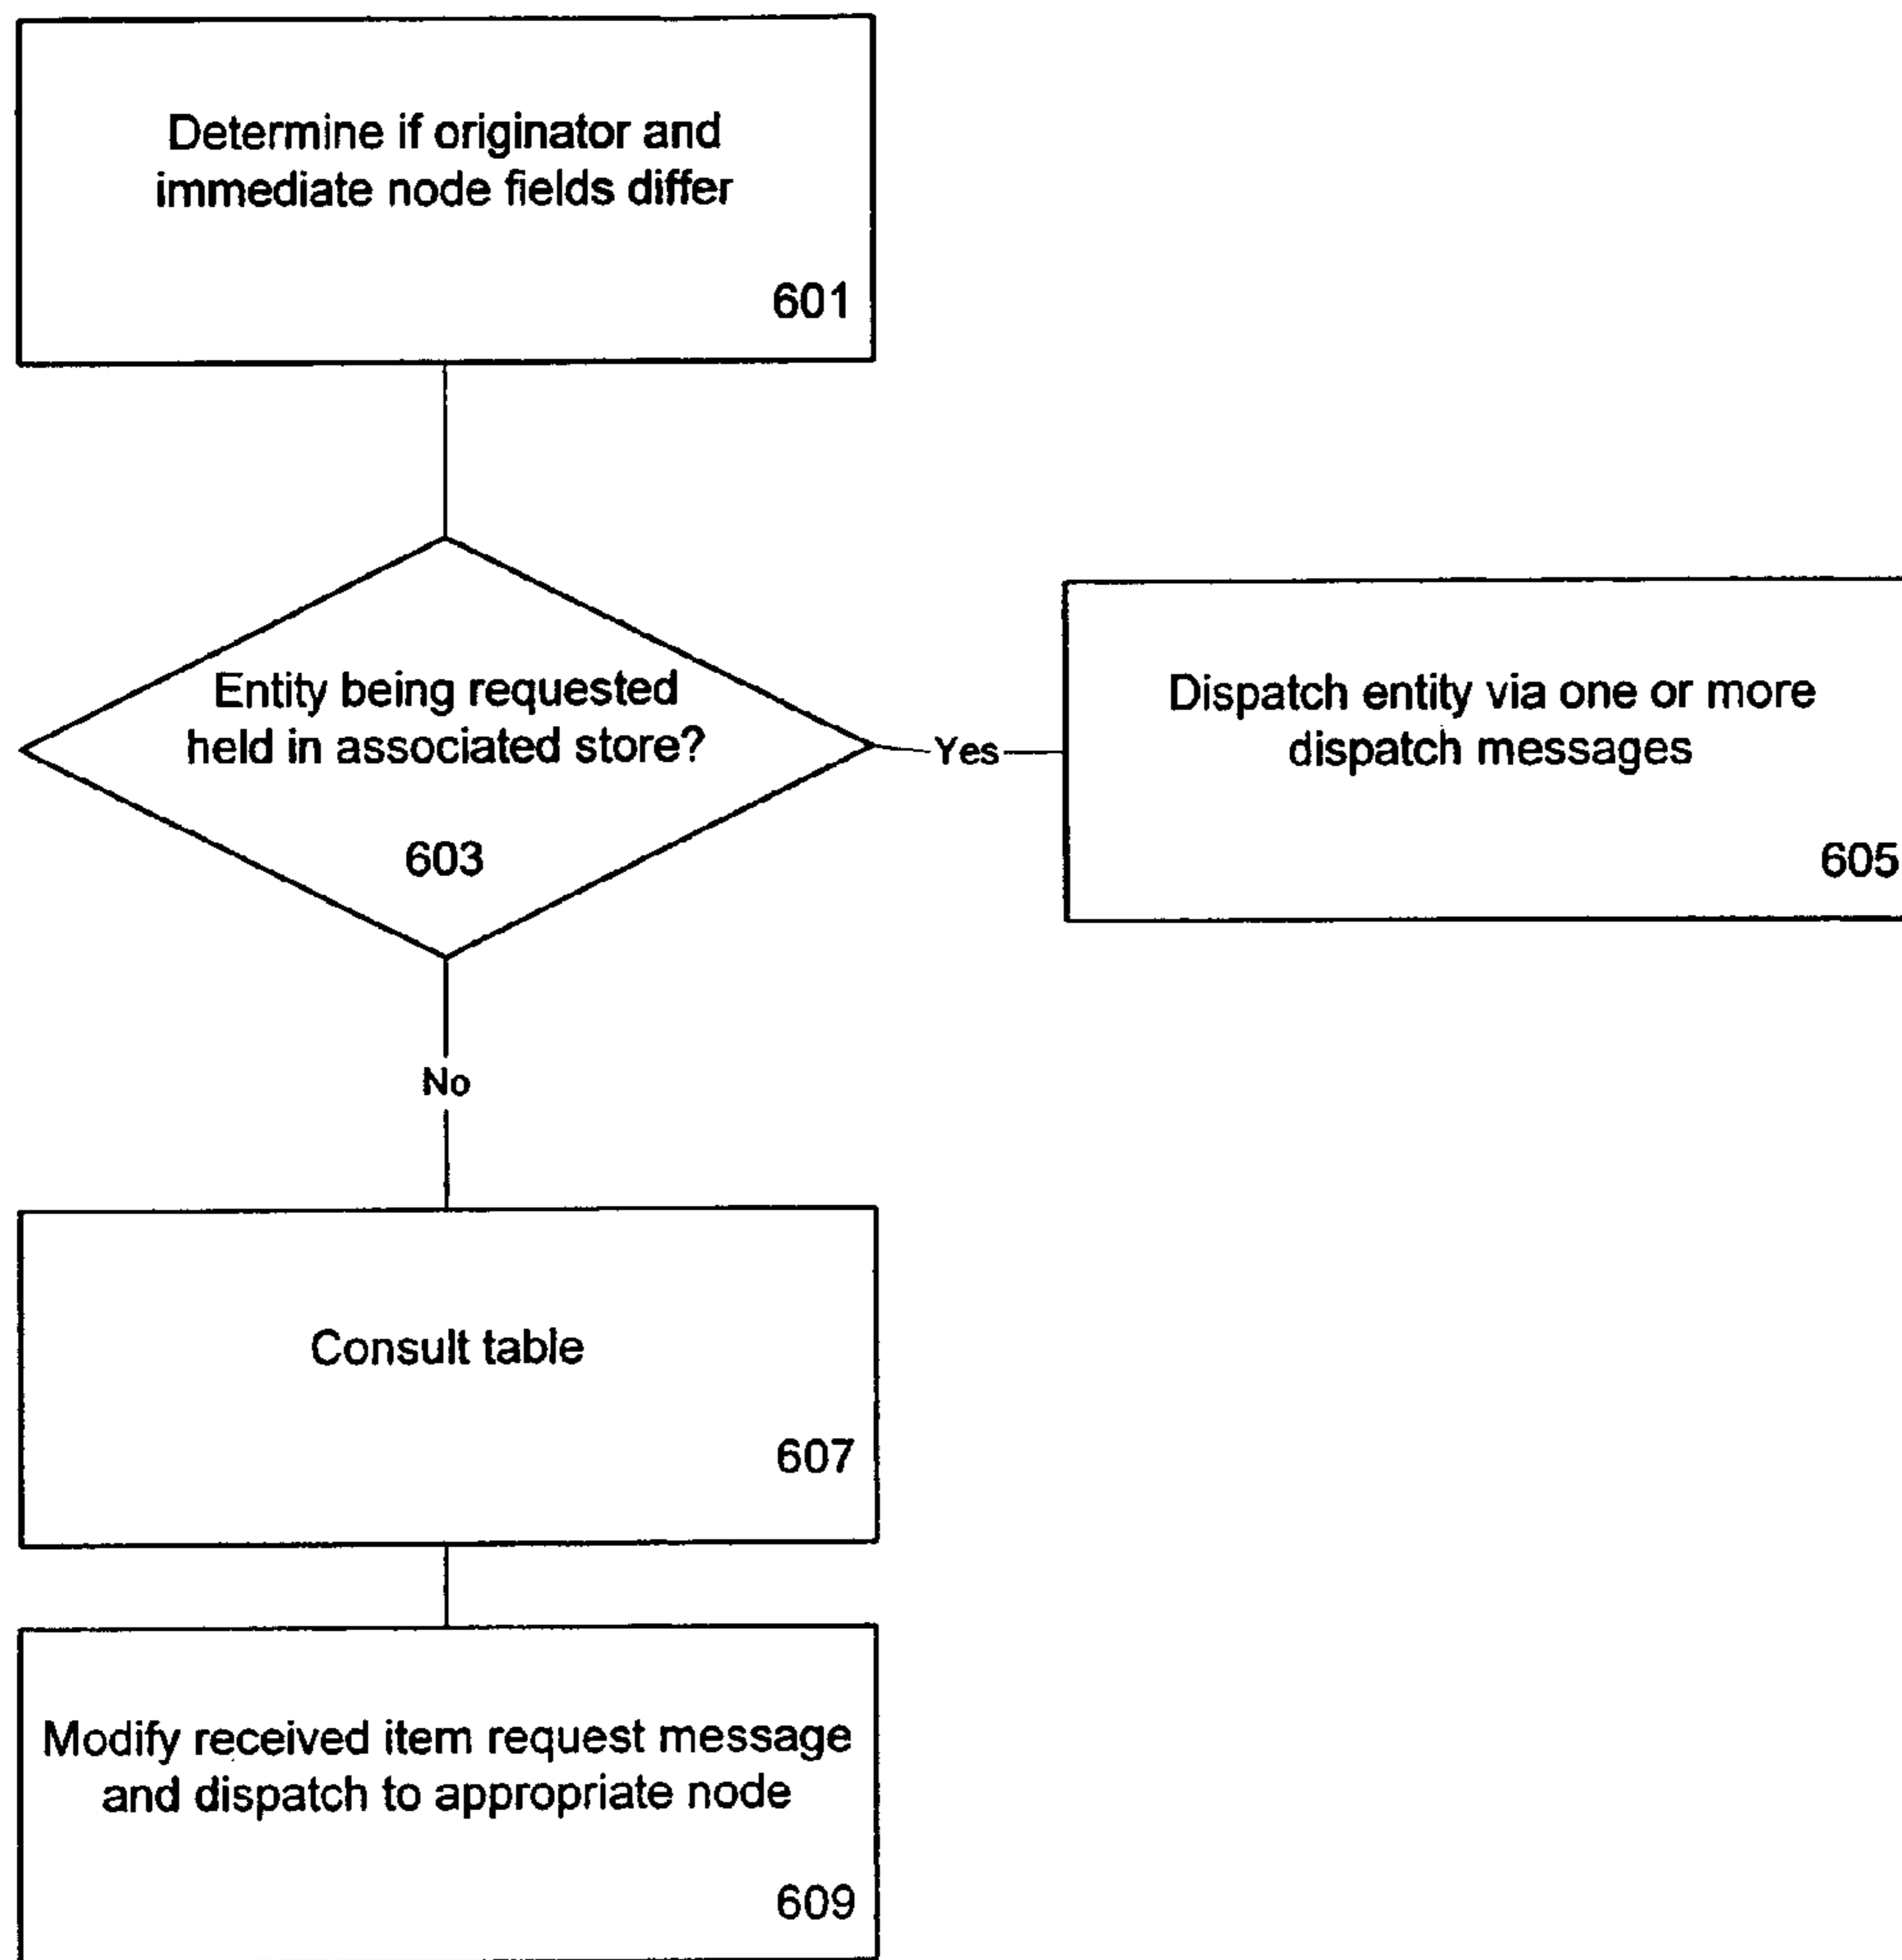 Determine if originator and
immediate node fields differ
601
Entity being requested
held in associated store?
603
Yes
Dispatch entity via one or more
dispatch messages
605
No
Consult table
607
Modify received item request message
and dispatch to appropriate node
609